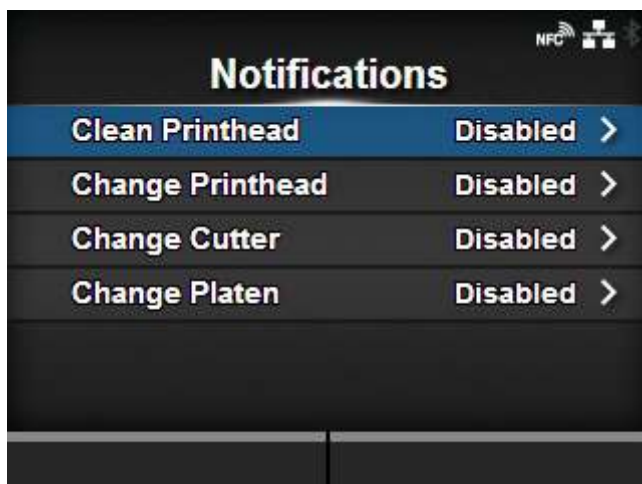 NFC
Notifications
Clean Printhead Disabled
Change Printhead Disabled
Change Cutter Disabled
Change Platen Disabled